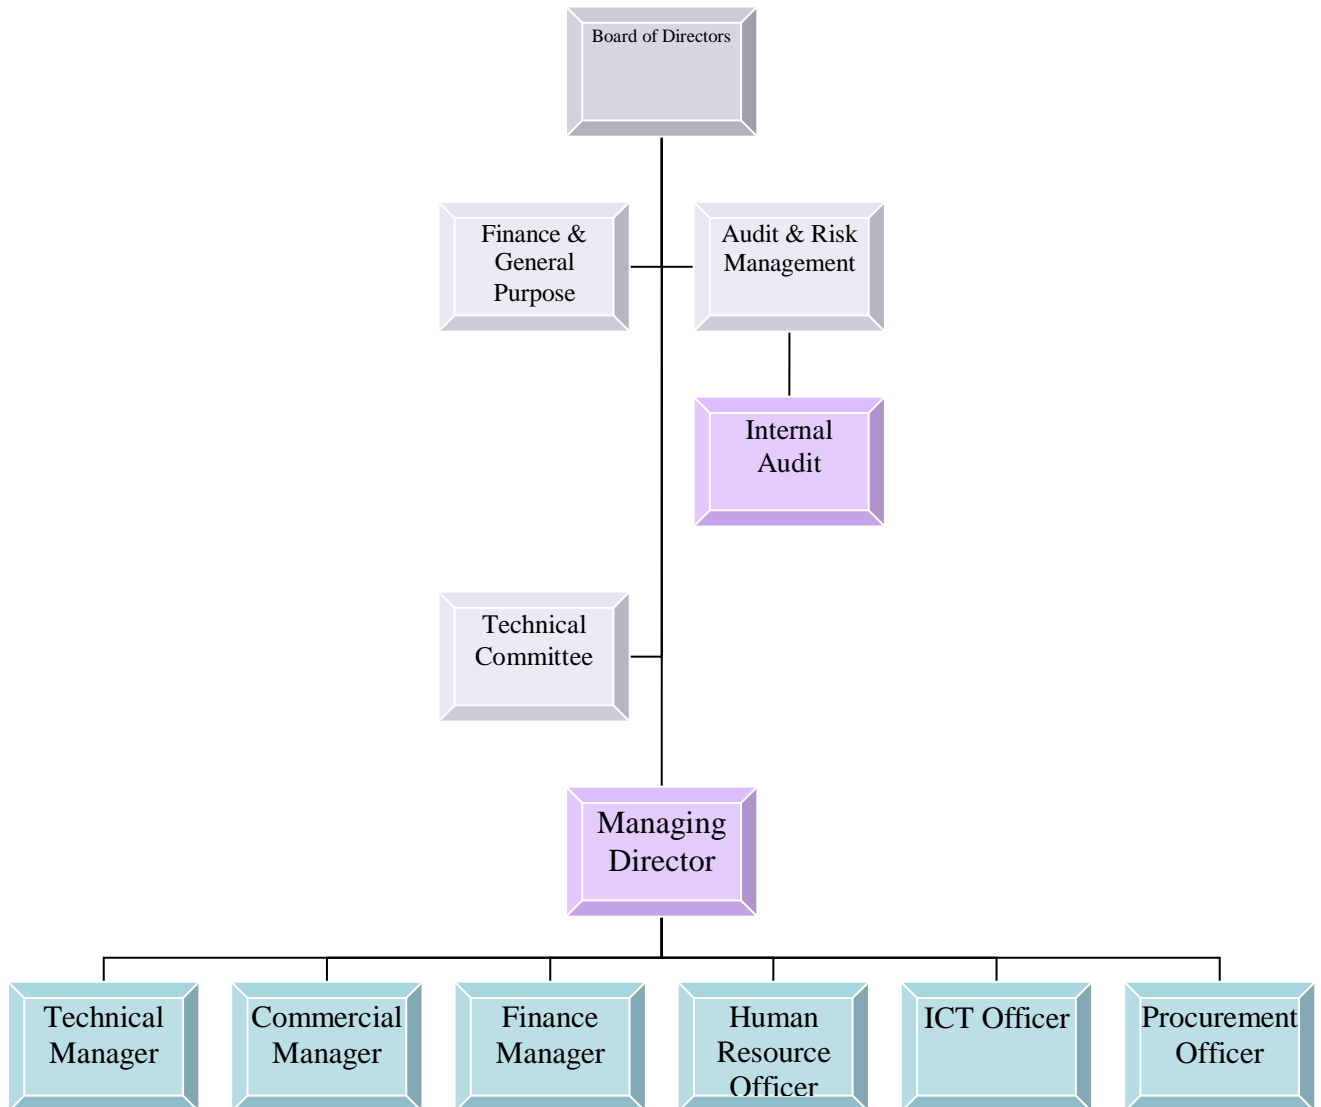 Board of Directors
Finance &
General
Purpose
Audit & Risk
Management
Internal
Audit
Technical
Committee
Managing
Director
Technical
Manager
Commercial
Manager
Finance
Manager
Human
Resource
Officer
ICT Officer
Procurement
Officer